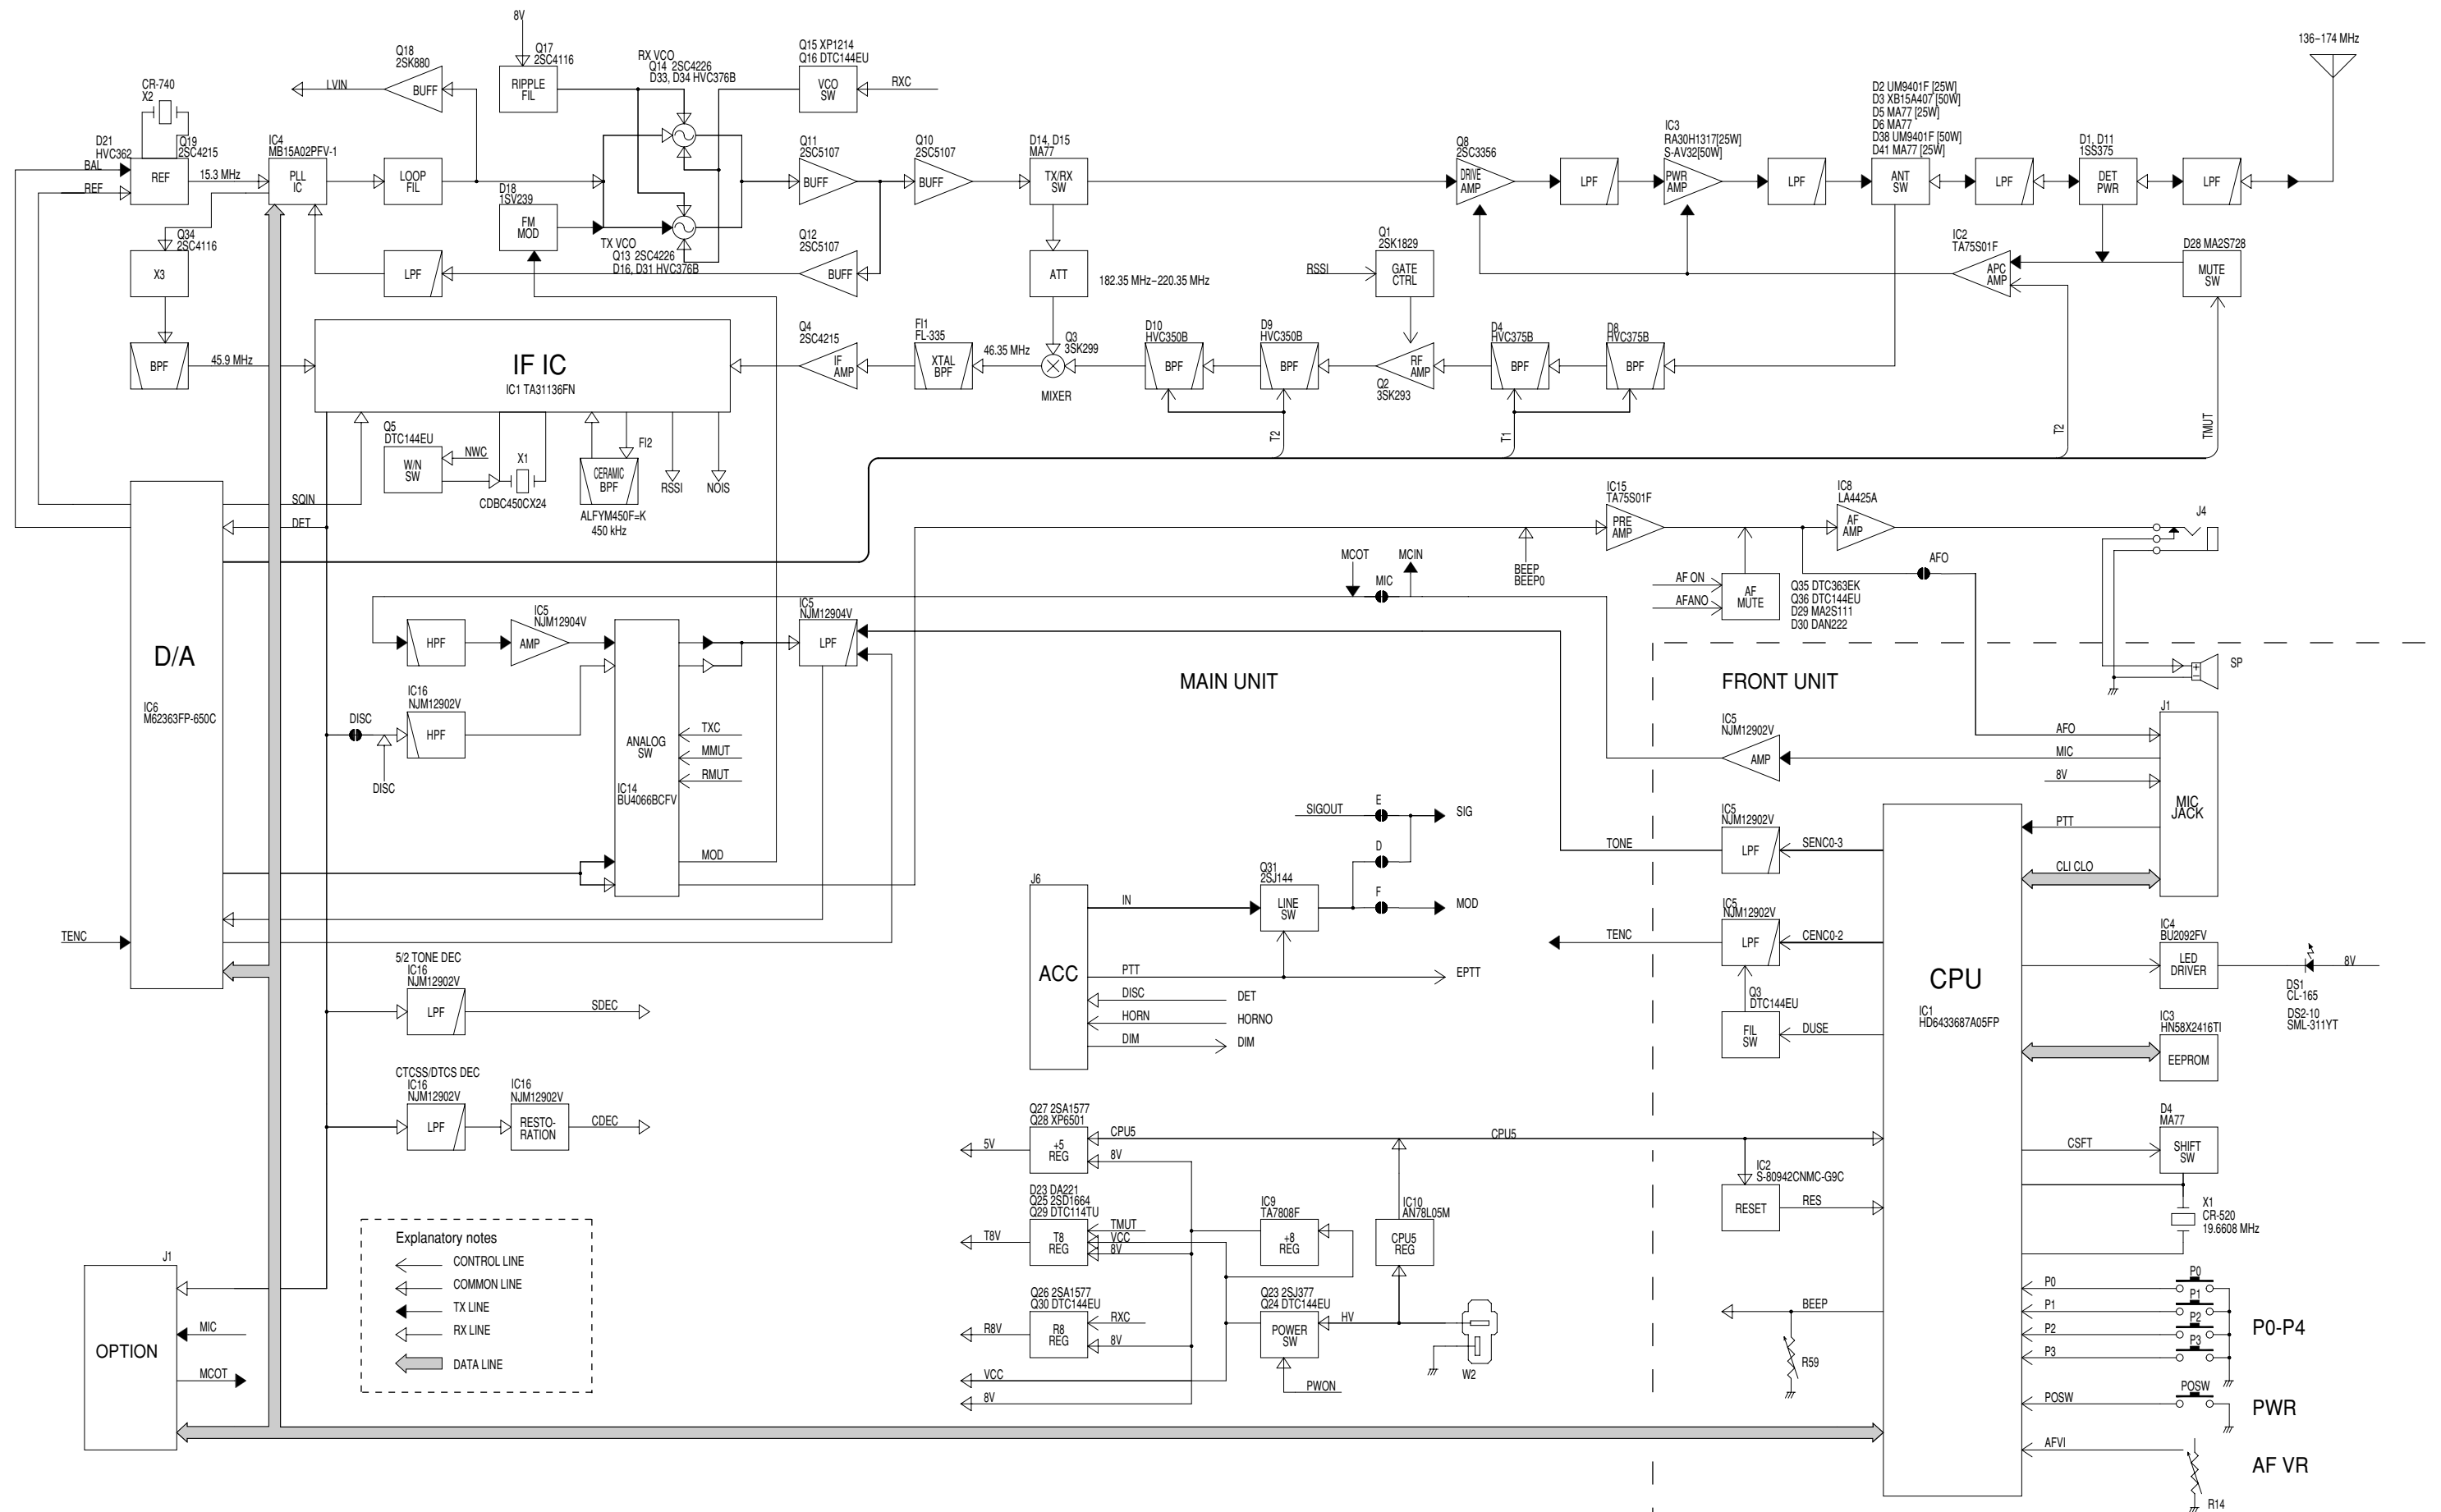 8V
136–174 MHz
Q18
2SK880
LVIN
BUFF
Q17
2SC4116
RIPPLE
FIL
RX VCO
Q14 2SC4226
D33, D34 HVC376B
Q15 XP1214
Q16 DTC144EU
VCO
SW
RXC
CR-740
X2
D21
HVC362
BAL
REF
Q19
2SC4215
REF
15.3 MHz
IC4
MB15A02PFV-1
PLL
IC
LOOP
FIL
D18
1SV239
FM
MOD
TX VCO
Q13 2SC4226
D16, D31 HVC376B
Q11
2SC5107
BUFF
Q10
2SC5107
BUFF
Q12
2SC5107
BUFF
LPF
D14, D15
MA77
TX/RX
SW
ATT
182.35 MHz–220.35 MHz
Q8
2SC3356
DRIVE
AMP
LPF
IC3
RA30H1317[25W]
S-AV32[50W]
PWR
AMP
LPF
D2 UM9401F [25W]
D3 XB15A407 [50W]
D5 MA77 [25W]
D6 MA77
D38 UM9401F [50W]
D41 MA77 [25W]
ANT
SW
LPF
D1, D11
1SS375
DET
PWR
LPF
Q34
2SC4116
X3
BPF
45.9 MHz
RSSI
Q1
2SK1829
GATE
CTRL
IC2
TA75S01F
APC
AMP
D28 MA2S728
MUTE
SW
IF IC
IC1 TA31136FN
Q4
2SC4215
IF
AMP
FI1
FL-335
XTAL
BPF
46.35 MHz
Q3
3SK299
MIXER
D10
HVC350B
BPF
D9
HVC350B
BPF
RF
AMP
Q2
3SK293
D4
HVC375B
BPF
D8
HVC375B
BPF
T2
T1
T2
TMUT
Q5
DTC144EU
W/N
SW
NWC
X1
CDBC450CX24
FI2
CERAMIC
BPF
ALFYM450F=K
450 kHz
RSSI
NOIS
SQIN
DET
D/A
IC6
M62363FP-650C
IC15
TA75S01F
PRE
AMP
IC8
LA4425A
AF
AMP
J4
BEEP
BEEP0
AF ON
AFANO
AF
MUTE
Q35 DTC363EK
Q36 DTC144EU
D29 MA2S111
D30 DAN222
AFO
MCOT
MIC
MCIN
HPF
IC5
NJM12904V
AMP
IC5
NJM12904V
LPF
DISC
DISC
IC16
NJM12902V
HPF
ANALOG
SW
IC14
BU4066BCFV
TXC
MMUT
RMUT
MOD
MAIN UNIT
FRONT UNIT
SP
IC5
NJM12902V
AMP
J1
AFO
MIC
8V
MIC
JACK
PTT
CLI CLO
TONE
IC5
NJM12902V
LPF
SENC0-3
TENC
IC5
NJM12902V
LPF
CENC0-2
Q3
DTC144EU
FIL
SW
DUSE
CPU
IC1
HD6433687A05FP
IC4
BU2092FV
LED
DRIVER
8V
DS1
CL-165
DS2-10
SML-311YT
IC3
HN58X2416TI
EEPROM
D4
MA77
CSFT
SHIFT
SW
X1
CR-520
19.6608 MHz
SIGOUT
E
SIG
D
F
MOD
J6
ACC
IN
Q31
2SJ144
LINE
SW
PTT
EPTT
DISC
DET
HORN
HORNO
DIM
DIM
TENC
5/2 TONE DEC
IC16
NJM12902V
LPF
SDEC
CTCSS/DTCS DEC
IC16
NJM12902V
LPF
IC16
NJM12902V
RESTO-
RATION
CDEC
Q27 2SA1577
Q28 XP6501
+5
REG
5V
CPU5
8V
CPU5
IC2
S-80942CNMC-G9C
RESET
RES
D23 DA221
Q25 2SD1664
Q29 DTC114TU
T8
REG
T8V
TMUT
VCC
8V
IC9
TA7808F
+8
REG
IC10
AN78L05M
CPU5
REG
Q26 2SA1577
Q30 DTC144EU
R8
REG
R8V
RXC
8V
Q23 2SJ377
Q24 DTC144EU
POWER
SW
HV
W2
VCC
8V
PWON
BEEP
R59
P0
P0
P1
P1
P2
P2
P3
P3
P0-P4
POSW
POSW
PWR
AFVI
R14
AF VR
Explanatory notes
CONTROL LINE
COMMON LINE
TX LINE
RX LINE
DATA LINE
J1
OPTION
MIC
MCOT